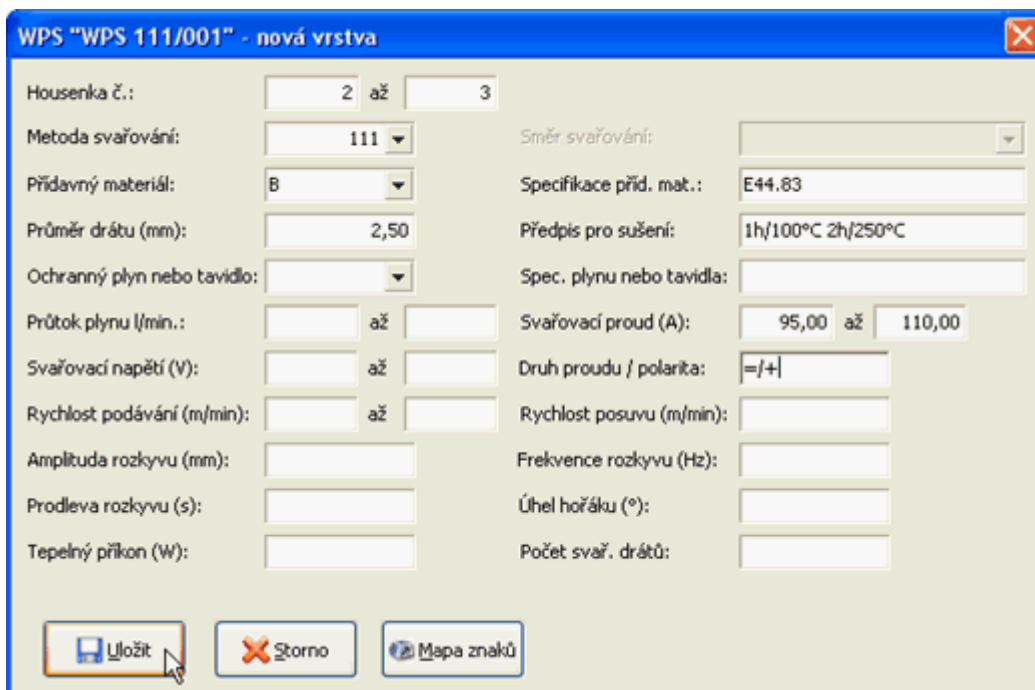 WPS "WPS 111/001" - nová vrstva
Housenka č.: 2 až 3
Metoda svařování: 111 Směr svařování:
Přídavný materiál: B Specifikace příd. mat.: E44.83
Průměr drátu (mm): 2,50 Předpis pro sušení: 1h/100°C 2h/250°C
Ochranný plyn nebo tavidlo: Spec. plynu nebo tavidla:
Průtok plynu l/min.: až Svařovací proud (A): 95,00 až 110,00
Svařovací napětí (V): až Druh proudu / polarita: =/+
Rychlost podávání (m/min): až Rychlost posuvu (m/min):
Amplituda rozkyvu (mm): Frekvence rozkyvu (Hz):
Prodleva rozkyvu (s): Úhel hořáku (°):
Tepelný příkon (W): Počet svař. drátů:
Uložit Storno Mapa znaků